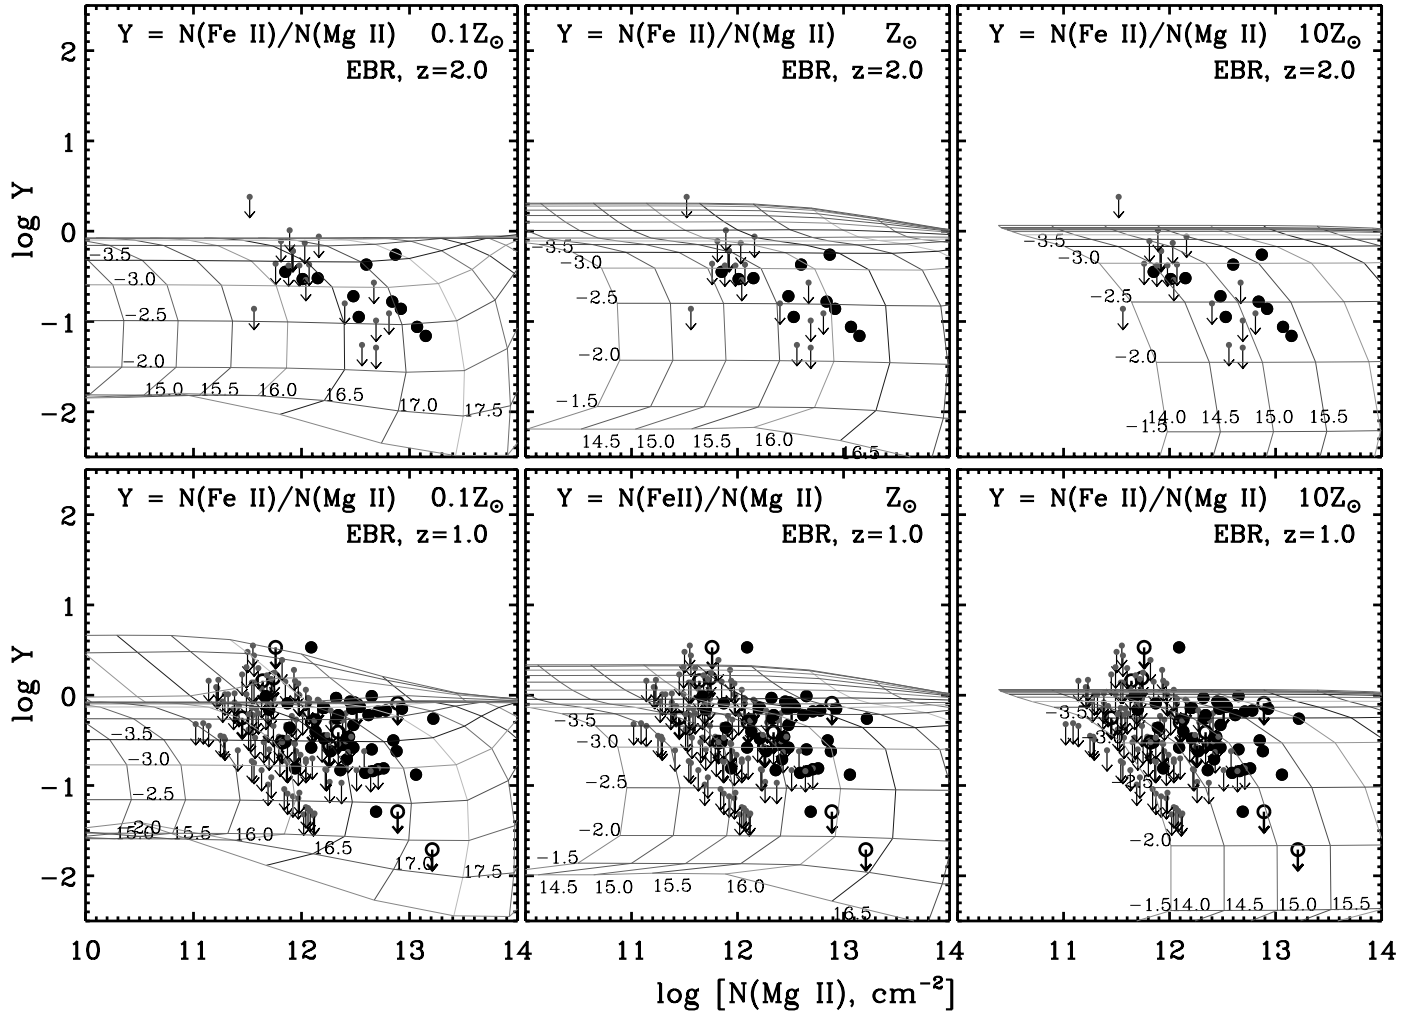 Y = N(Fe II)/N(Mg II) 0.1Z⊙
EBR, z=2.0
Y = N(Fe II)/N(Mg II) Z⊙
EBR, z=2.0
Y = N(Fe II)/N(Mg II) 10Z⊙
EBR, z=2.0
log Y
2
1
0
−1
−2
−3.5
−3.0
−2.5
−2.0
15.0 15.5 16.0 16.5 17.0 17.5
−3.5
−3.0
−2.5
−2.0
−1.5
14.5 15.0 15.5 16.0 16.5
−3.5
−3.0
−2.5
−2.0
−1.5
14.0 14.5 15.0 15.5
Y = N(Fe II)/N(Mg II) 0.1Z⊙
EBR, z=1.0
Y = N(FeII)/N(Mg II) Z⊙
EBR, z=1.0
Y = N(Fe II)/N(Mg II) 10Z⊙
EBR, z=1.0
log Y
2
1
0
−1
−2
−3.5
−3.0
−2.5
−2.0
15.0 15.5 16.0 16.5 17.0 17.5
−3.5
−3.0
−2.5
−2.0
−1.5
14.5 15.0 15.5 16.0 16.5
−3.5
−2.0
−1.5 14.0 14.5 15.0 15.5
10 11 12 13 14 11 12 13 14 11 12 13 14
log [N(Mg II), cm⁻²]